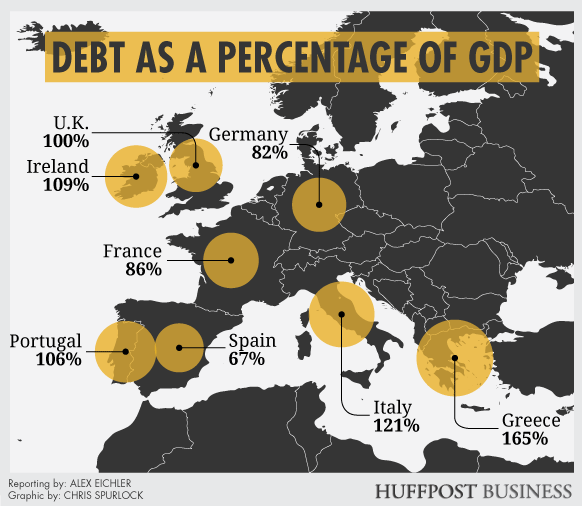 DEBT AS A PERCENTAGE OF GDP
U.K.
100%
Germany
82%
Ireland
109%
France
86%
Portugal
106%
Spain
67%
Italy
121%
Greece
165%
Reporting by: ALEX EICHLER
Graphic by: CHRIS SPURLOCK
HUFFPOST BUSINESS